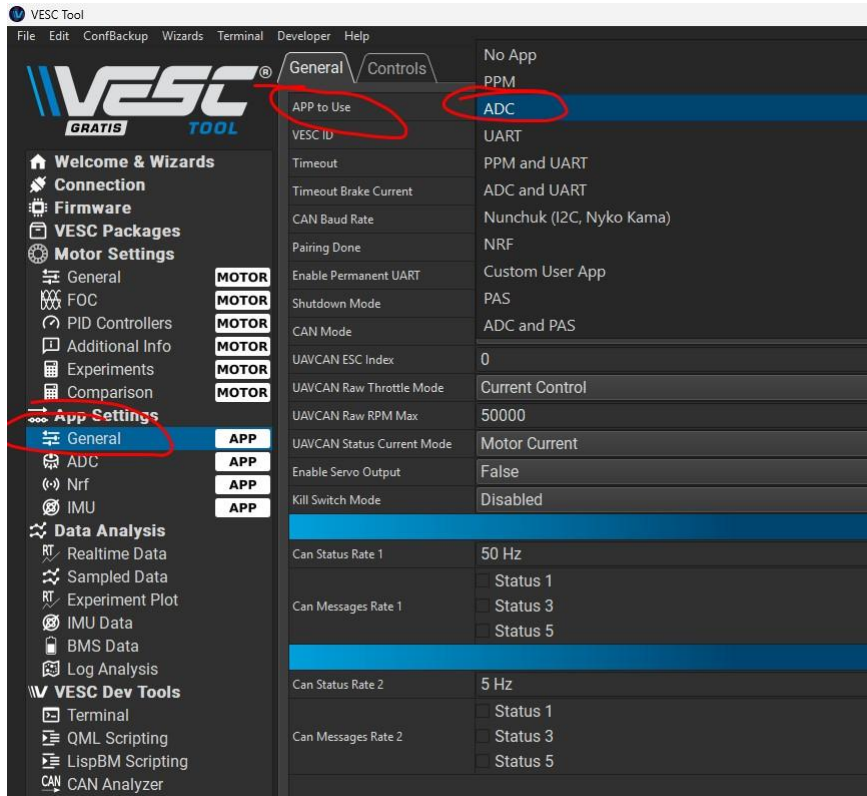 VESC Tool
File Edit ConfBackup Wizards Terminal Developer Help
VESC®
GRATIS TOOL
Welcome & Wizards
Connection
Firmware
VESC Packages
Motor Settings
General MOTOR
FOC MOTOR
PID Controllers MOTOR
Additional Info MOTOR
Experiments MOTOR
Comparison MOTOR
App Settings
General APP
ADC APP
Nrf APP
IMU APP
Data Analysis
RT Realtime Data
Sampled Data
RT Experiment Plot
IMU Data
BMS Data
Log Analysis
VESC Dev Tools
Terminal
QML Scripting
LispBM Scripting
CAN CAN Analyzer
General Controls
APP to Use
VESC ID
Timeout
Timeout Brake Current
CAN Baud Rate
Pairing Done
Enable Permanent UART
Shutdown Mode
CAN Mode
No App
PPM
ADC
UART
PPM and UART
ADC and UART
Nunchuk (I2C, Nyko Kama)
NRF
Custom User App
PAS
ADC and PAS
UAVCAN ESC Index 0
UAVCAN Raw Throttle Mode Current Control
UAVCAN Raw RPM Max 50000
UAVCAN Status Current Mode Motor Current
Enable Servo Output False
Kill Switch Mode Disabled
Can Status Rate 1 50 Hz
Can Messages Rate 1
Status 1
Status 3
Status 5
Can Status Rate 2 5 Hz
Can Messages Rate 2
Status 1
Status 3
Status 5